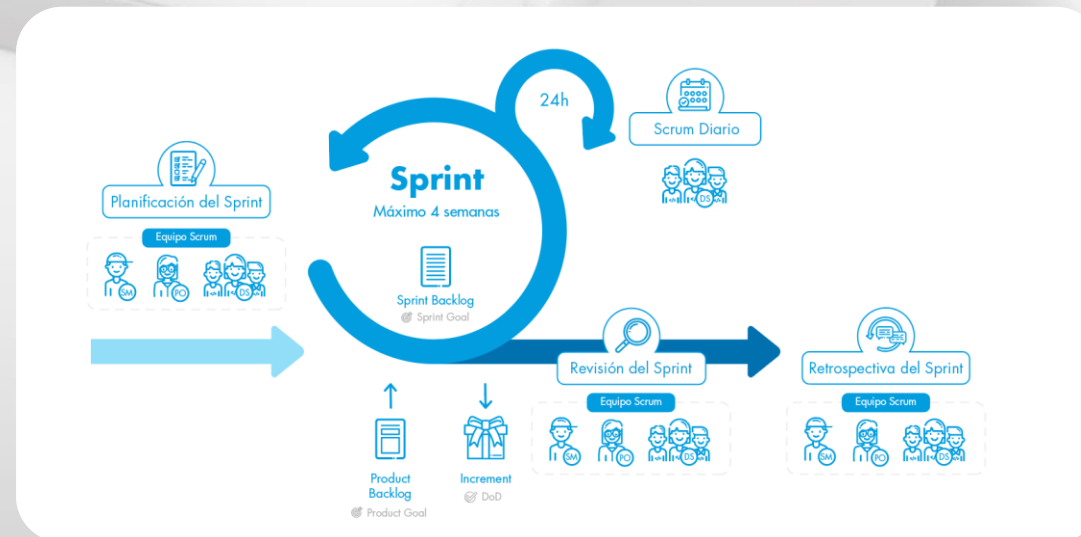 24h
Scrum Diario
DS
Sprint
Máximo 4 semanas
Planificación del Sprint
Equipo Scrum
SM
PO
DS
Sprint Backlog
Sprint Goal
Revisión del Sprint
Equipo Scrum
SM
PO
DS
Retrospectiva del Sprint
Equipo Scrum
SM
PO
DS
Product
Backlog
Product Goal
Increment
DoD